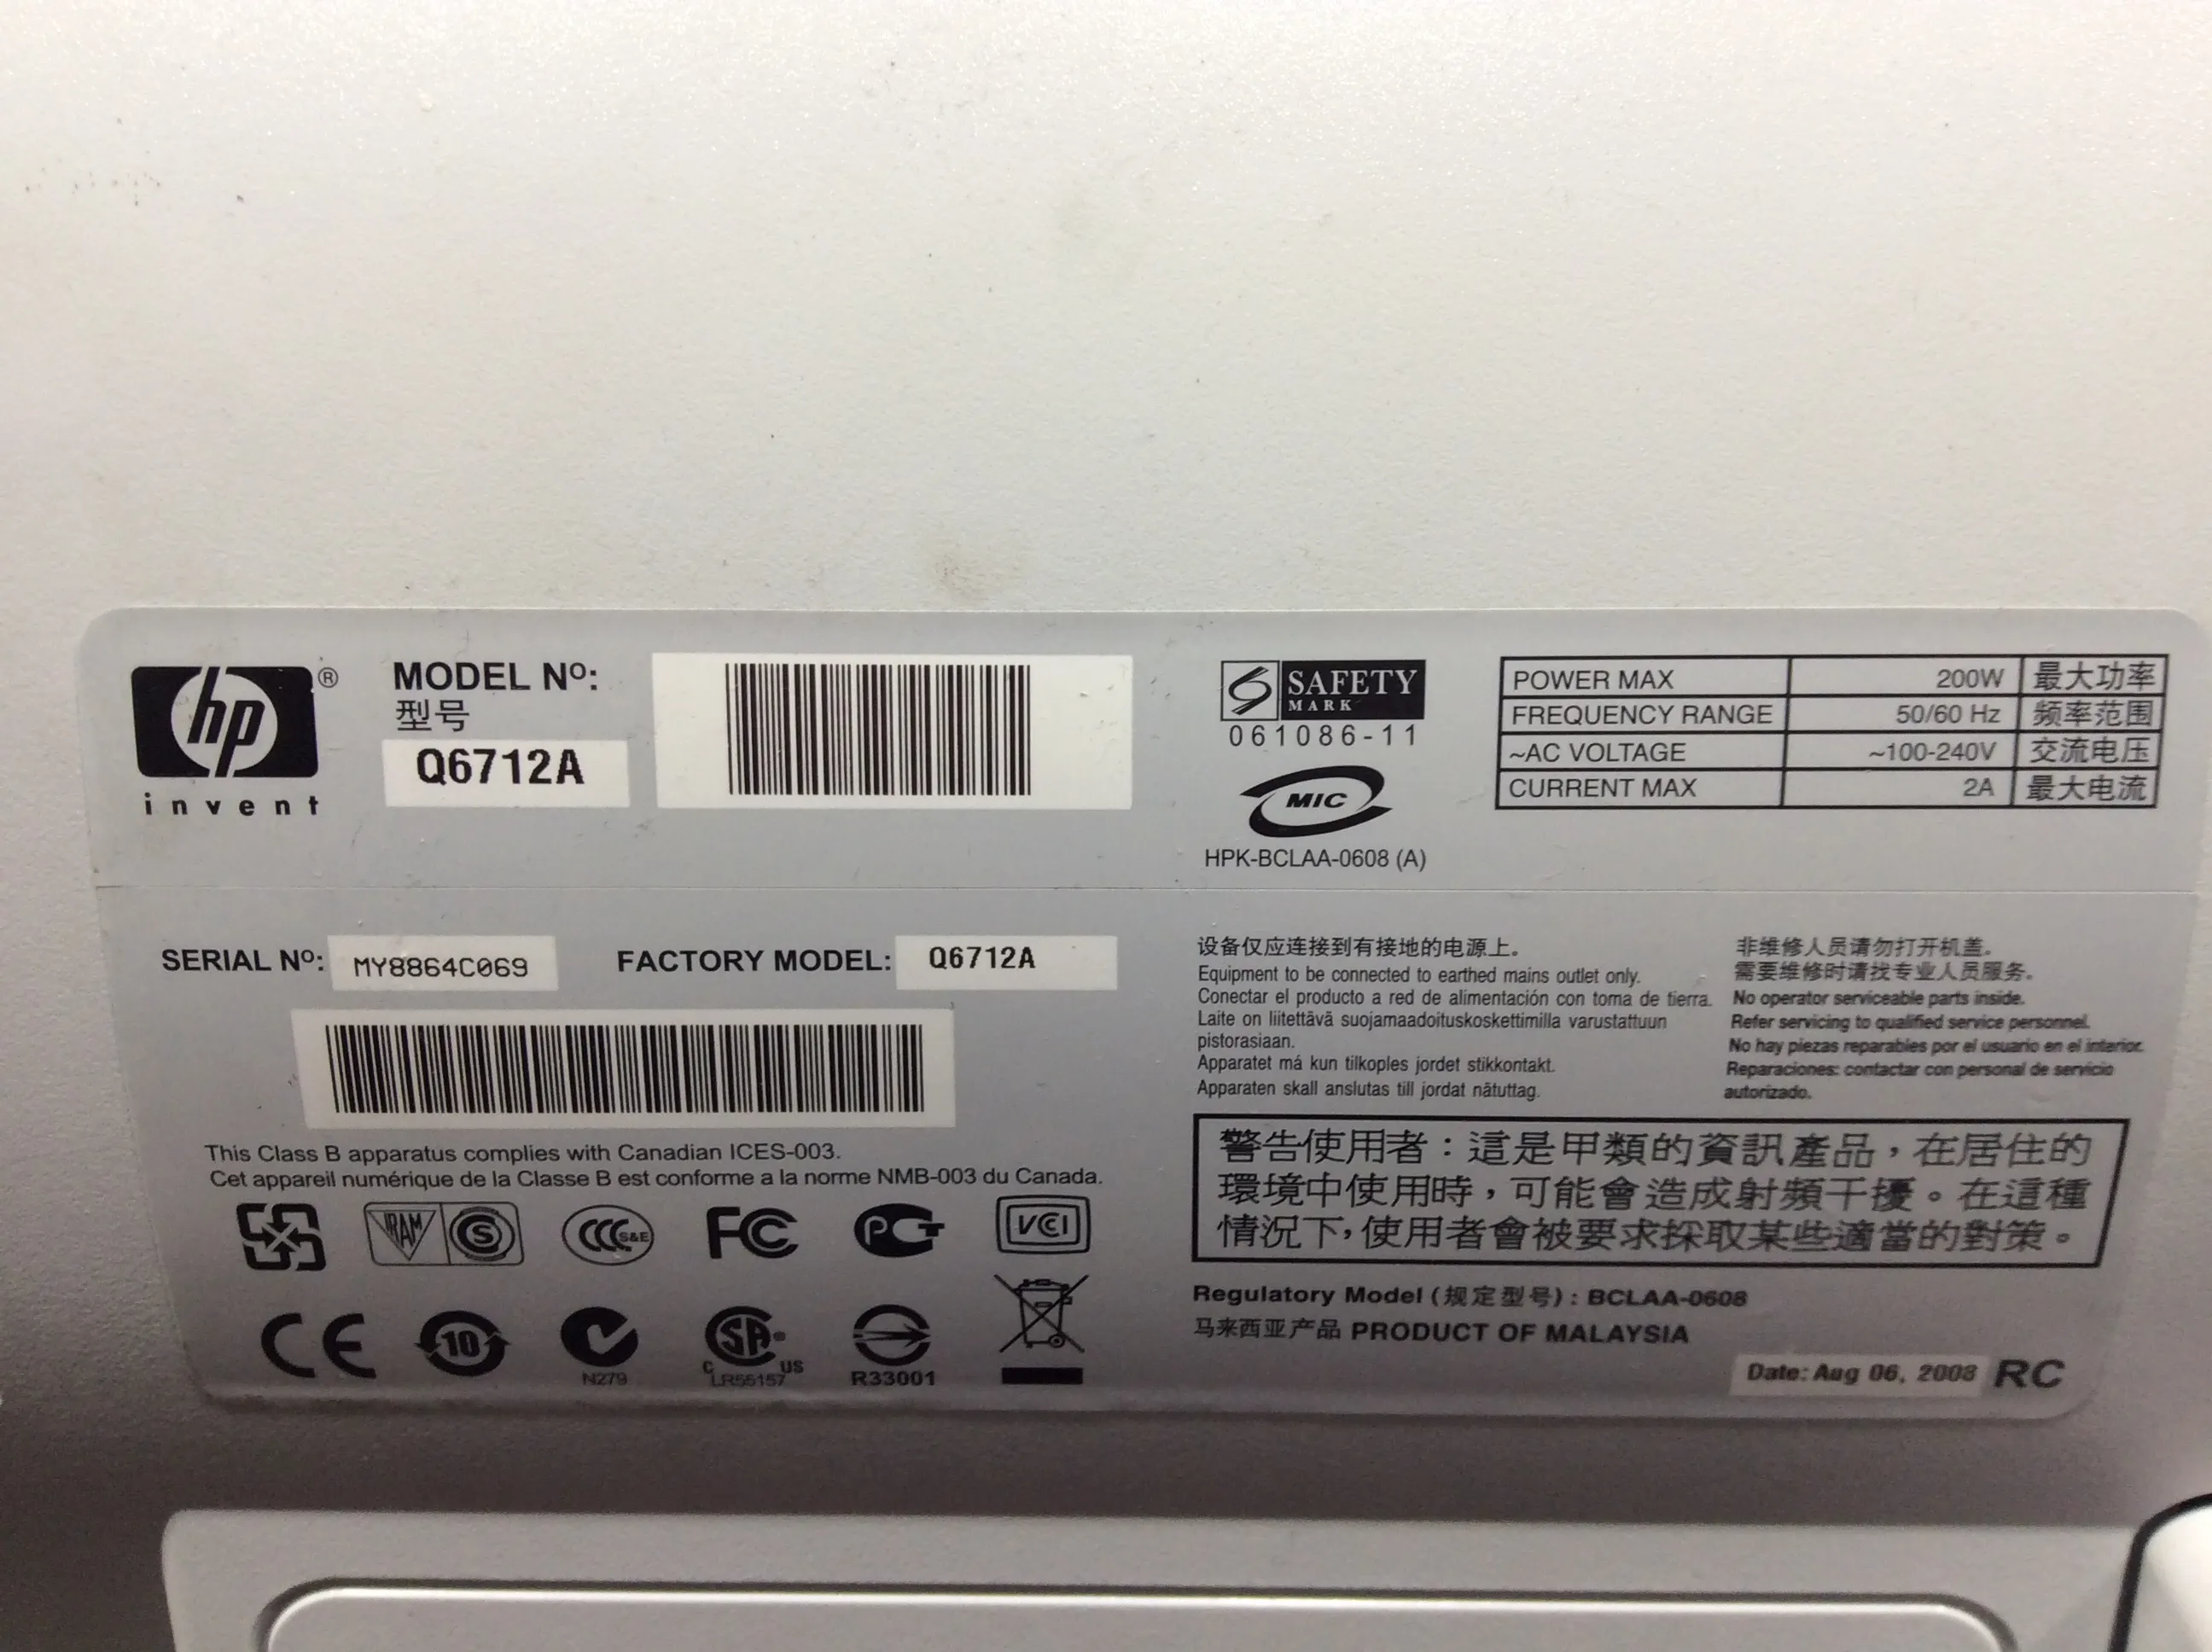 hp ®
invent
MODEL Nº:
型号
Q6712A
SAFETY
MARK
061086-11
MIC
HPK-BCLAA-0608 (A)
POWER MAX 200W 最大功率
FREQUENCY RANGE 50/60 Hz 频率范围
~AC VOLTAGE ~100-240V 交流电压
CURRENT MAX 2A 最大电流
SERIAL Nº: MY8864C069 FACTORY MODEL: Q6712A
This Class B apparatus complies with Canadian ICES-003.
Cet appareil numérique de la Classe B est conforme a la norme NMB-003 du Canada.
IRAM S CCC S&E FC PCT VCI
CE 10 N279 SA® C US LR55157 R33001
设备仅应连接到有接地的电源上。
Equipment to be connected to earthed mains outlet only.
Conectar el producto a red de alimentación con toma de tierra.
Laite on liitettävä suojamaadoituskoskettimilla varustattuun
pistorasiaan.
Apparatet má kun tilkoples jordet stikkontakt.
Apparaten skall anslutas till jordat nätuttag.
非维修人员请勿打开机盖。
需要维修时请找专业人员服务。
No operator serviceable parts inside.
Refer servicing to qualified service personnel.
No hay piezas reparables por el usuario en el interior.
Reparaciones: contactar con personal de servicio
autorizado.
警告使用者：這是甲類的資訊產品，在居住的
環境中使用時，可能會造成射頻干擾。在這種
情況下，使用者會被要求採取某些適當的對策。
Regulatory Model (规定型号) : BCLAA-0608
马来西亚产品 PRODUCT OF MALAYSIA
Date: Aug 06, 2008 RC